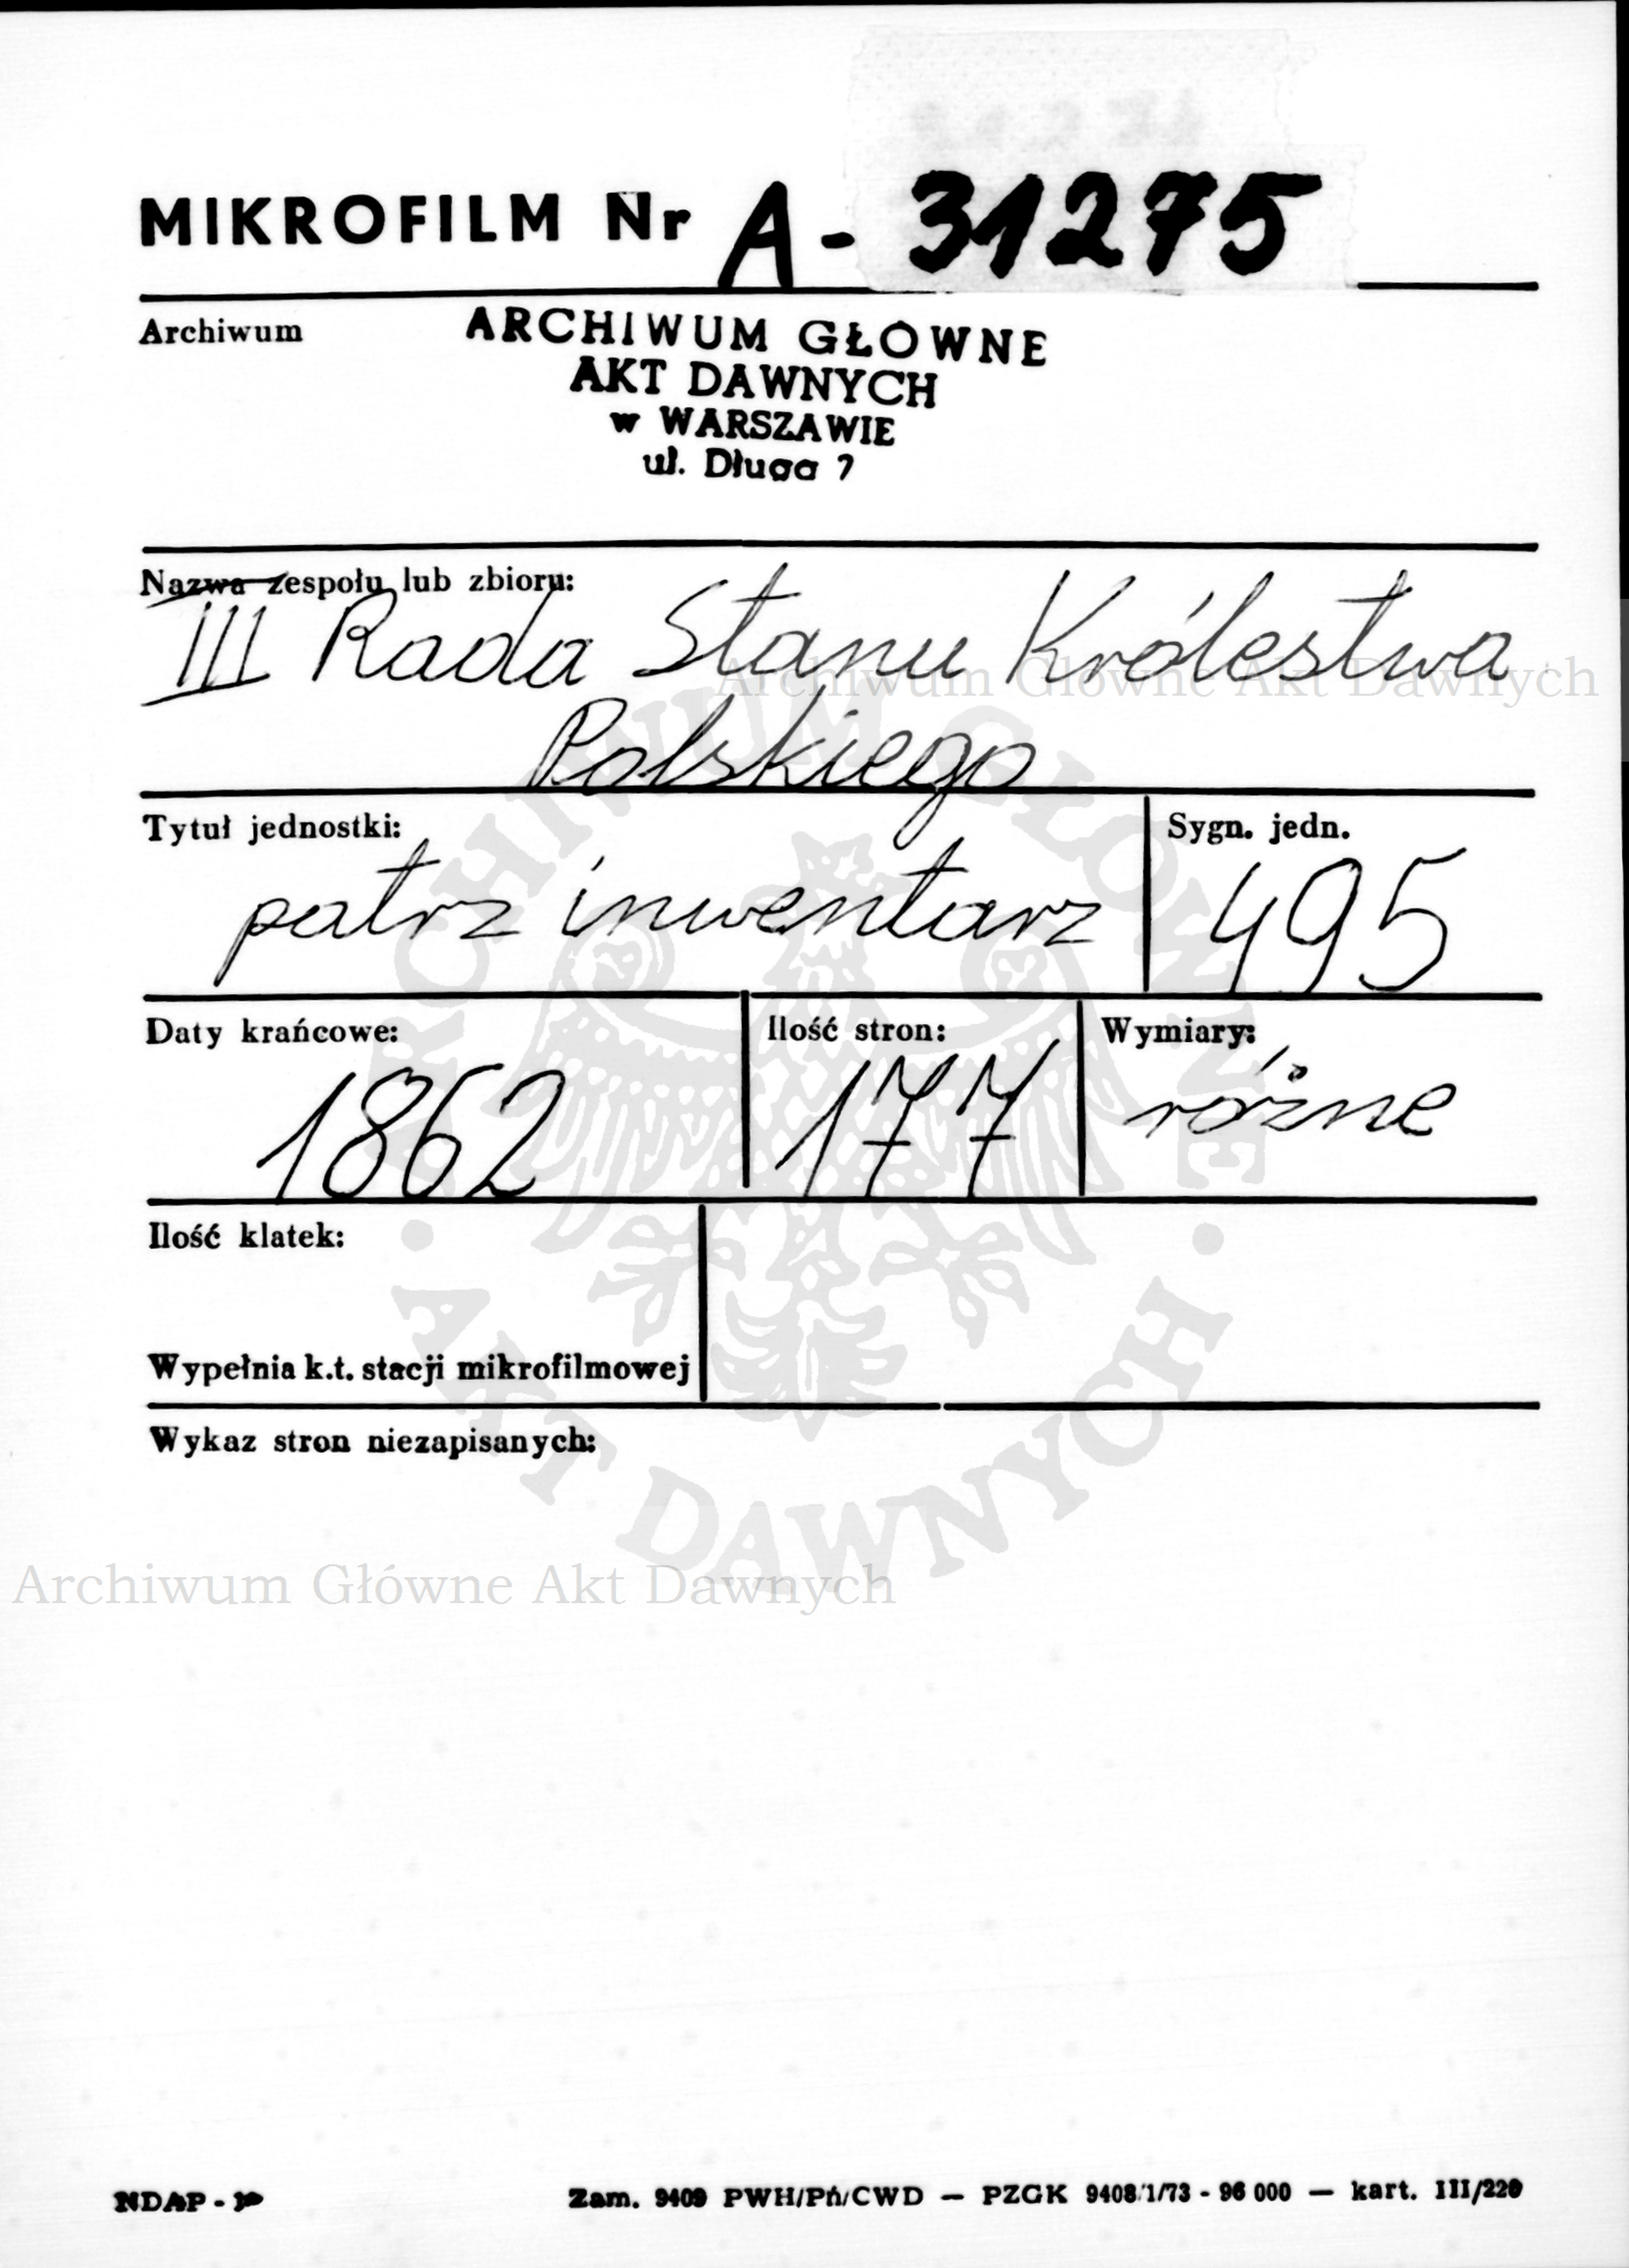 MIKROFILM Nr A - 31275
Archiwum
ARCHIWUM GŁÓWNE
AKT DAWNYCH
w WARSZAWIE
ul. Długa 7
Nazwa zespołu lub zbioru:
III Rada Stanu Królestwa
Archiwum Główne Akt Dawnych
Polskiego
Tytuł jednostki:
Sygn. jedn.
patrz inwentarz
495
Daty krańcowe:
Ilość stron:
Wymiary:
1862
177
różne
Ilość klatek:
Wypełnia k.t. stacji mikrofilmowej
Wykaz stron niezapisanych:
ARCHIWUM GŁÓWNE
· AKT DAWNYCH ·
Archiwum Główne Akt Dawnych
NDAP -
Zam. 9409 PWH/Pń/CWD — PZGK 9408/1/73 - 96 000 — kart. III/220